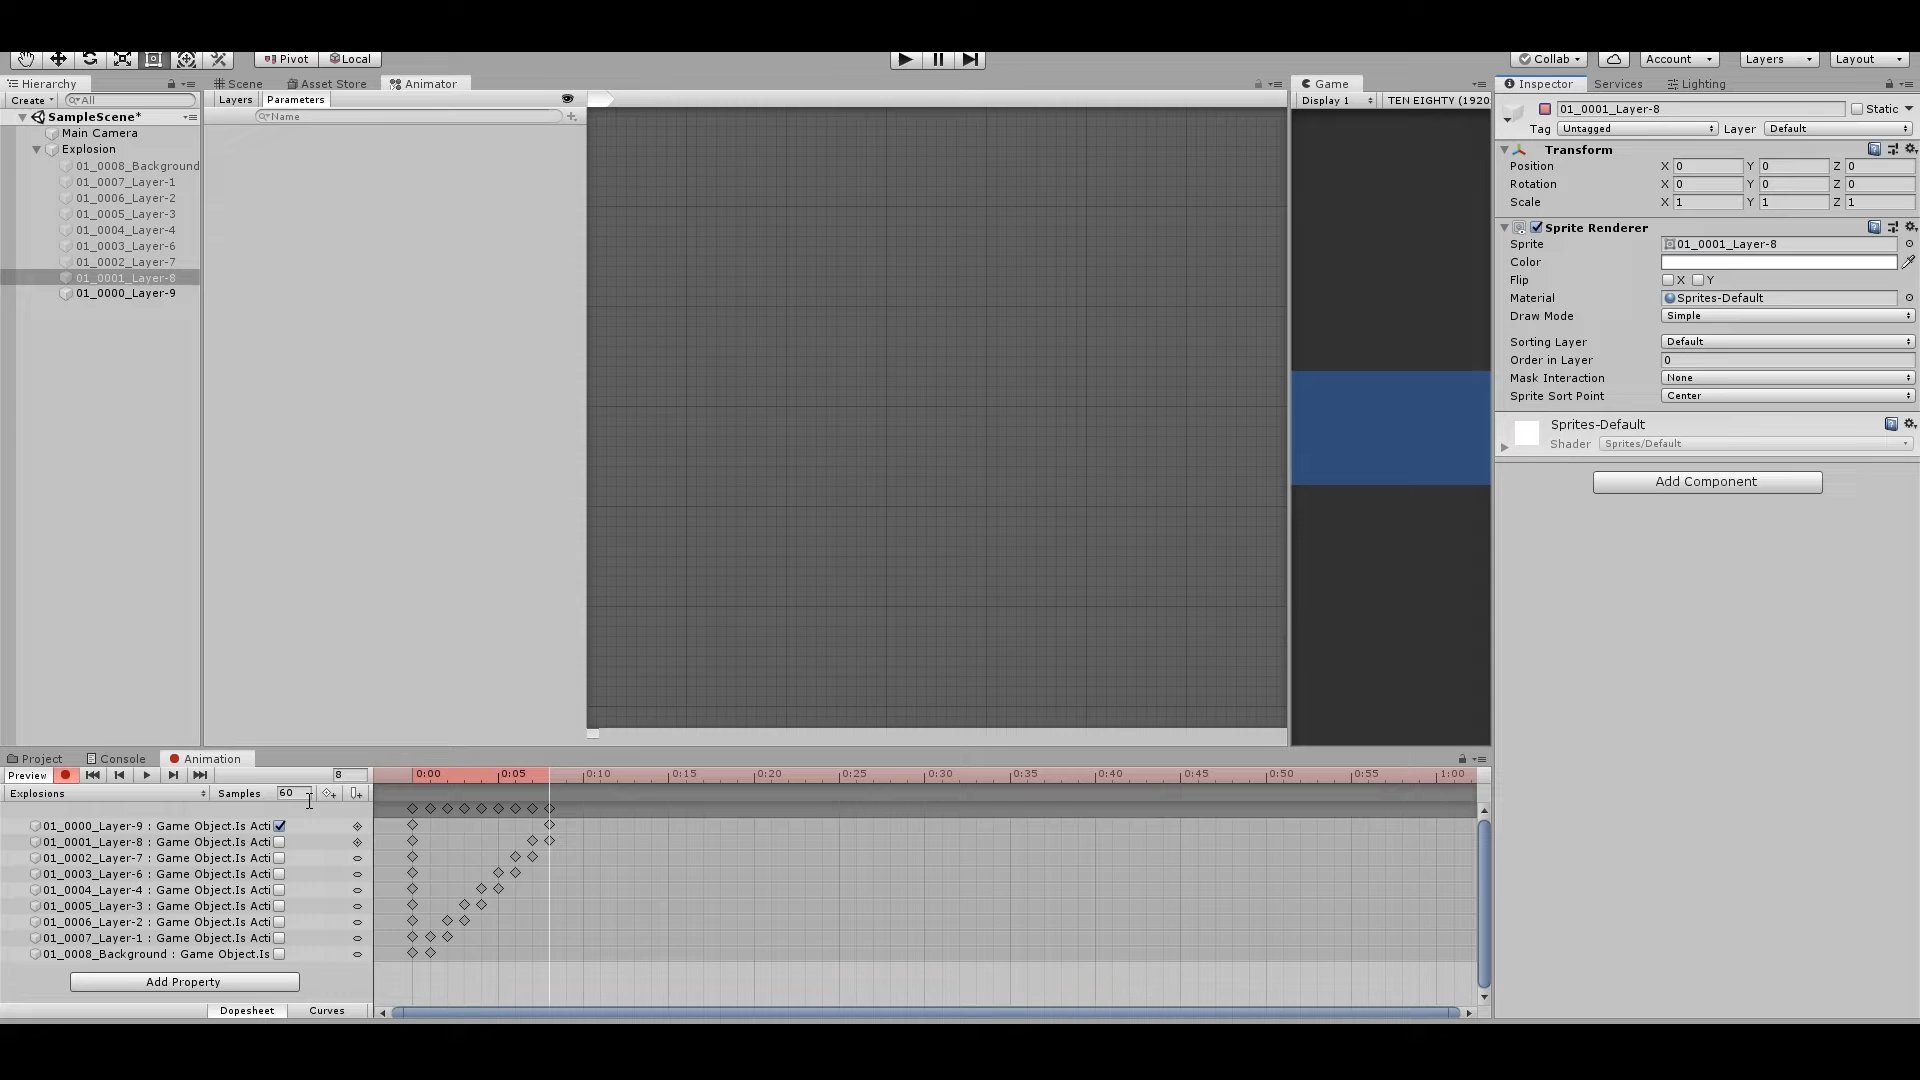 Pivot Local Collab Account Layers Layout
Hierarchy Scene Asset Store Animator Game Inspector Services Lighting
Create All Layers Parameters Display 1 TEN EIGHTY (1920
Name
SampleScene*
Main Camera
Explosion
01_0008_Background
01_0007_Layer-1
01_0006_Layer-2
01_0005_Layer-3
01_0004_Layer-4
01_0003_Layer-6
01_0002_Layer-7
01_0001_Layer-8
01_0000_Layer-9
01_0001_Layer-8 Static
Tag Untagged Layer Default
Transform
Position X 0 Y 0 Z 0
Rotation X 0 Y 0 Z 0
Scale X 1 Y 1 Z 1
Sprite Renderer
Sprite 01_0001_Layer-8
Color
Flip X Y
Material Sprites-Default
Draw Mode Simple
Sorting Layer Default
Order in Layer 0
Mask Interaction None
Sprite Sort Point Center
Sprites-Default
Shader Sprites/Default
Add Component
Project Console Animation
Preview 8 0:00 0:05 0:10 0:15 0:20 0:25 0:30 0:35 0:40 0:45 0:50 0:55 1:00
Explosions Samples 60
01_0000_Layer-9 : Game Object.Is Acti
01_0001_Layer-8 : Game Object.Is Acti
01_0002_Layer-7 : Game Object.Is Acti
01_0003_Layer-6 : Game Object.Is Acti
01_0004_Layer-4 : Game Object.Is Acti
01_0005_Layer-3 : Game Object.Is Acti
01_0006_Layer-2 : Game Object.Is Acti
01_0007_Layer-1 : Game Object.Is Acti
01_0008_Background : Game Object.Is
Add Property
Dopesheet Curves